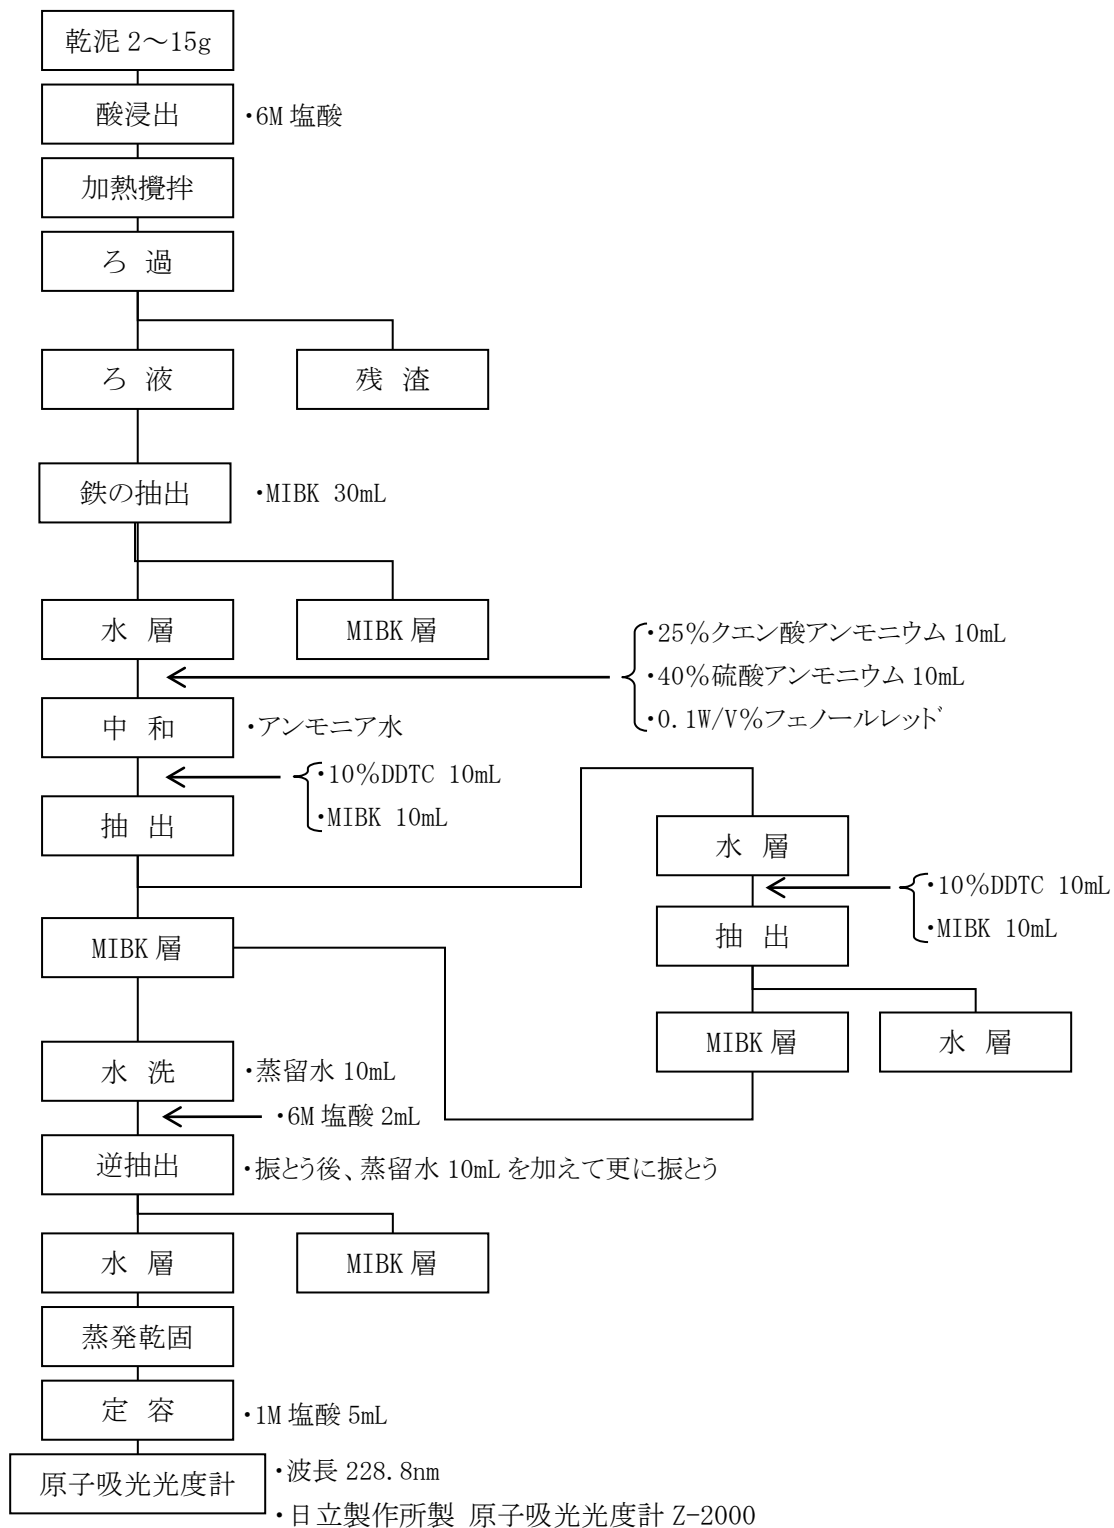 乾泥 2～15g
酸浸出
・6M 塩酸
加熱攪拌
ろ 過
ろ 液
残 渣
鉄の抽出
・MIBK 30mL
水 層
MIBK 層
・25%クエン酸アンモニウム 10mL
・40%硫酸アンモニウム 10mL
・0.1W/V%フェノールレッド
中 和
・アンモニア水
・10%DDTC 10mL
・MIBK 10mL
抽 出
水 層
・10%DDTC 10mL
・MIBK 10mL
抽 出
MIBK 層
MIBK 層
水 層
水 洗
・蒸留水 10mL
・6M 塩酸 2mL
逆抽出
・振とう後、蒸留水 10mL を加えて更に振とう
水 層
MIBK 層
蒸発乾固
定 容
・1M 塩酸 5mL
原子吸光光度計
・波長 228.8nm
・日立製作所製 原子吸光光度計 Z-2000